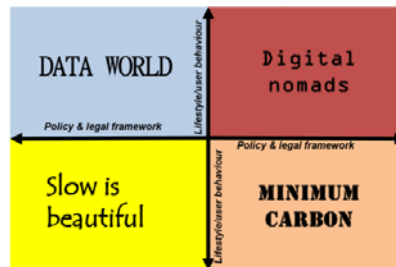 DATA WORLD
Digital
nomads
Lifestyle/user behaviour
Policy & legal framework
Policy & legal framework
Slow is
beautiful
MINIMUM
CARBON
Lifestyle/user behaviour